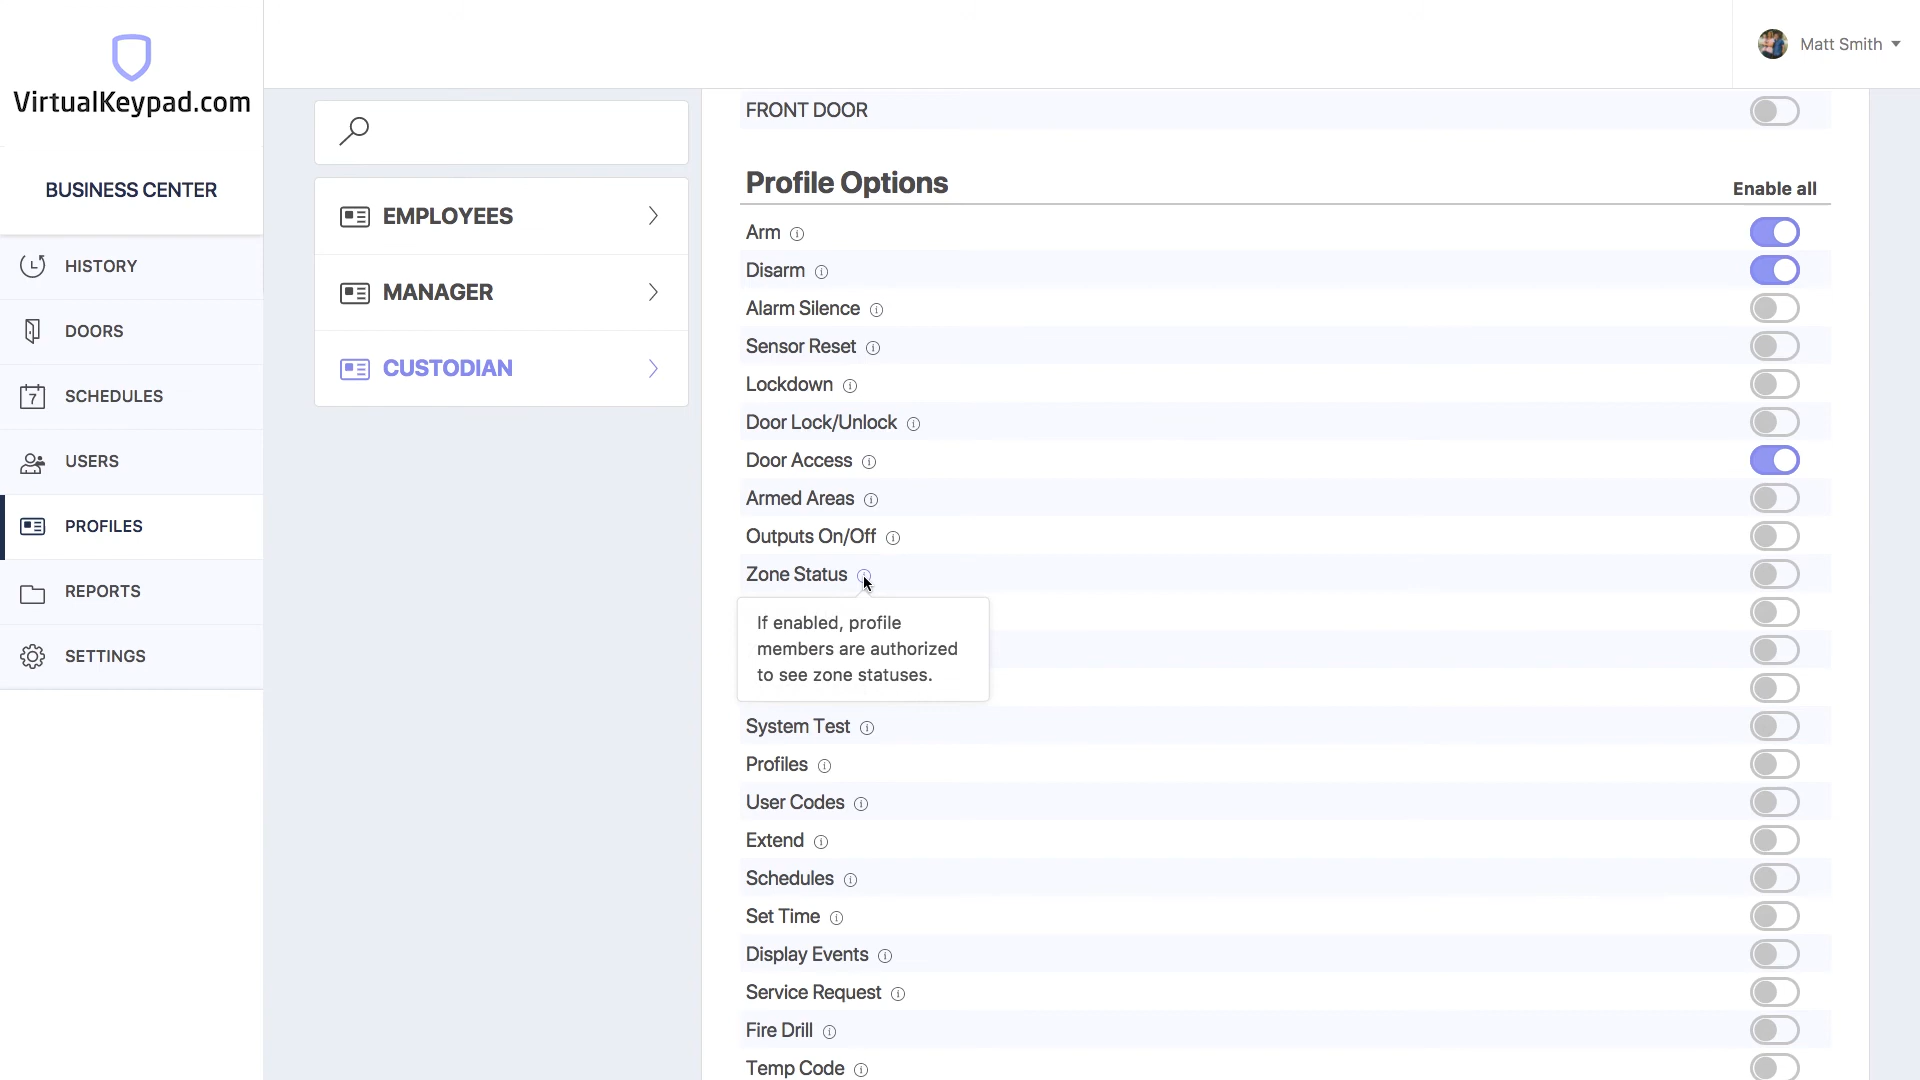 VirtualKeypad.com
BUSINESS CENTER
HISTORY
DOORS
7
SCHEDULES
USERS
PROFILES
REPORTS
SETTINGS
Matt Smith
EMPLOYEES
MANAGER
CUSTODIAN
FRONT DOOR
Profile Options
Enable all
Arm
Disarm
Alarm Silence
Sensor Reset
Lockdown
Door Lock/Unlock
Door Access
Armed Areas
Outputs On/Off
Zone Status
If enabled, profile
members are authorized
to see zone statuses.
System Test
Profiles
User Codes
Extend
Schedules
Set Time
Display Events
Service Request
Fire Drill
Temp Code